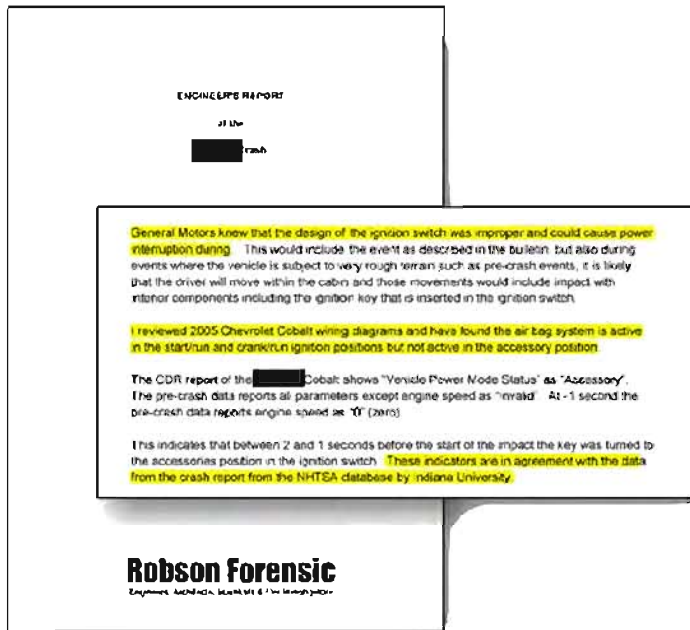 ENGINEER'S REPORT
of the
Crash
General Motors knew that the design of the ignition switch was improper and could cause power
interruption during. This would include the event as described in the bulletin, but also during
events where the vehicle is subject to very rough terrain such as pre-crash events, it is likely
that the driver will move within the cabin and those movements would include impact with
interior components including the ignition key that is inserted in the ignition switch.
I reviewed 2005 Chevrolet Cobalt wiring diagrams and have found the air bag system is active
in the start/run and crank/run ignition positions but not active in the accessory position.
The CDR report of the Cobalt shows "Vehicle Power Mode Status" as "Accessory".
The pre-crash data reports all parameters except engine speed as "invalid". At -1 second the
pre-crash data reports engine speed as "0" (zero)
This indicates that between 2 and 1 seconds before the start of the impact the key was turned to
the accessories position in the ignition switch. These indicators are in agreement with the data
from the crash report from the NHTSA database by Indiana University.
Robson Forensic
Engineers, Architects, Scientists & Fire Investigators